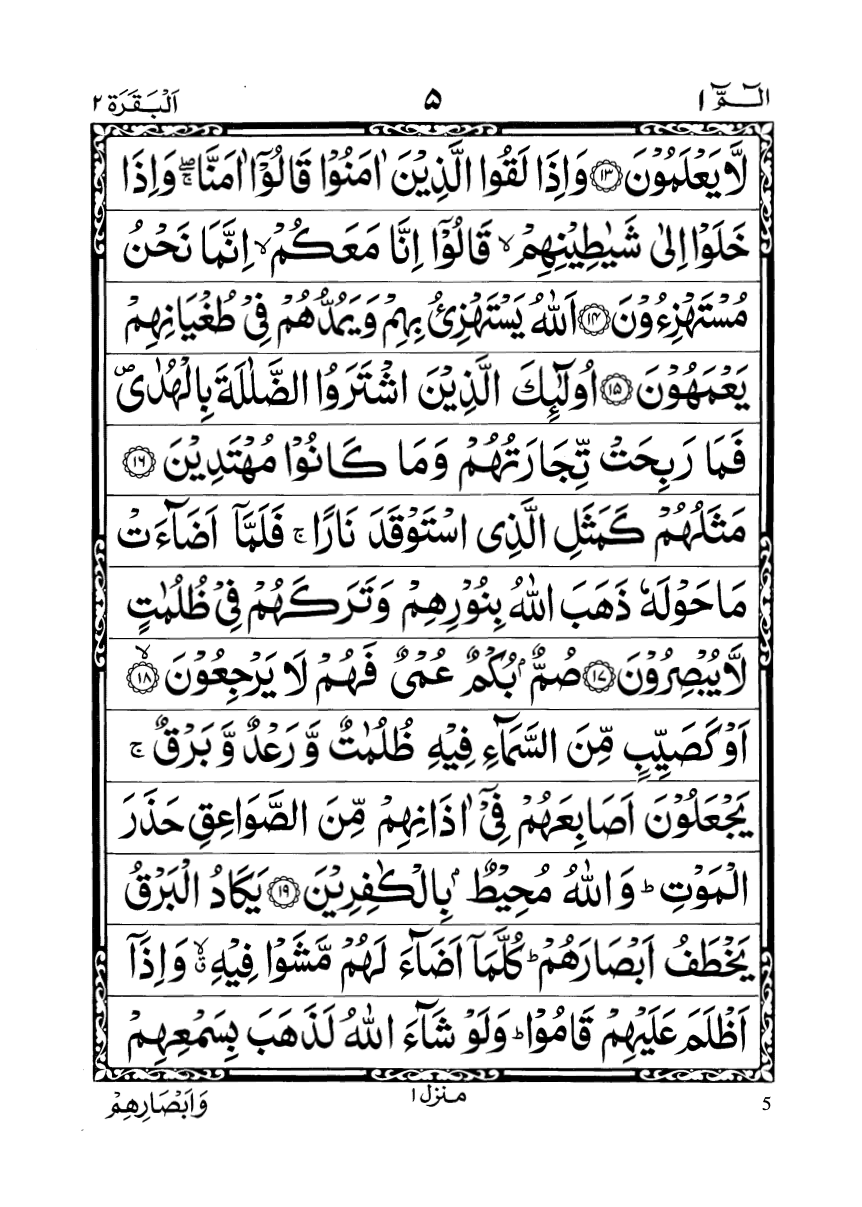 الٓمّٓ ١ ۵ اَلْبَقَرَة ٢
لَّا يَعْلَمُوْنَ ﴿١٣﴾ وَاِذَا لَقُوا الَّذِيْنَ اٰمَنُوْا قَالُوْٓا اٰمَنَّا ۖۚ وَاِذَا
خَلَوْا اِلٰى شَيٰطِيْنِهِمْ ۙ قَالُوْٓا اِنَّا مَعَكُمْ ۙ اِنَّمَا نَحْنُ
مُسْتَهْزِءُوْنَ ﴿١٤﴾ اَللّٰهُ يَسْتَهْزِئُ بِهِمْ وَيَمُدُّهُمْ فِيْ طُغْيَانِهِمْ
يَعْمَهُوْنَ ﴿١٥﴾ اُولٰٓئِكَ الَّذِيْنَ اشْتَرَوُا الضَّلٰلَةَ بِالْهُدٰى ۪
فَمَا رَبِحَتْ تِّجَارَتُهُمْ وَمَا كَانُوْا مُهْتَدِيْنَ ﴿١٦﴾
مَثَلُهُمْ كَمَثَلِ الَّذِى اسْتَوْقَدَ نَارًا ۚ فَلَمَّآ اَضَآءَتْ
مَا حَوْلَهٗ ذَهَبَ اللّٰهُ بِنُوْرِهِمْ وَتَرَكَهُمْ فِيْ ظُلُمٰتٍ
لَّا يُبْصِرُوْنَ ﴿١٧﴾ صُمٌّۢ بُكْمٌ عُمْىٌ فَهُمْ لَا يَرْجِعُوْنَ ﴿١٨﴾ ۙ
اَوْ كَصَيِّبٍ مِّنَ السَّمَآءِ فِيْهِ ظُلُمٰتٌ وَّرَعْدٌ وَّبَرْقٌ ۚ
يَجْعَلُوْنَ اَصَابِعَهُمْ فِيْٓ اٰذَانِهِمْ مِّنَ الصَّوَاعِقِ حَذَرَ
الْمَوْتِ ؕ وَاللّٰهُ مُحِيْطٌۢ بِالْكٰفِرِيْنَ ﴿١٩﴾ يَكَادُ الْبَرْقُ
يَخْطَفُ اَبْصَارَهُمْ ؕ كُلَّمَآ اَضَآءَ لَهُمْ مَّشَوْا فِيْهِ ۙ وَاِذَآ
اَظْلَمَ عَلَيْهِمْ قَامُوْا ؕ وَلَوْ شَآءَ اللّٰهُ لَذَهَبَ بِسَمْعِهِمْ
وَاَبْصَارِهِمْ منزل ١ 5